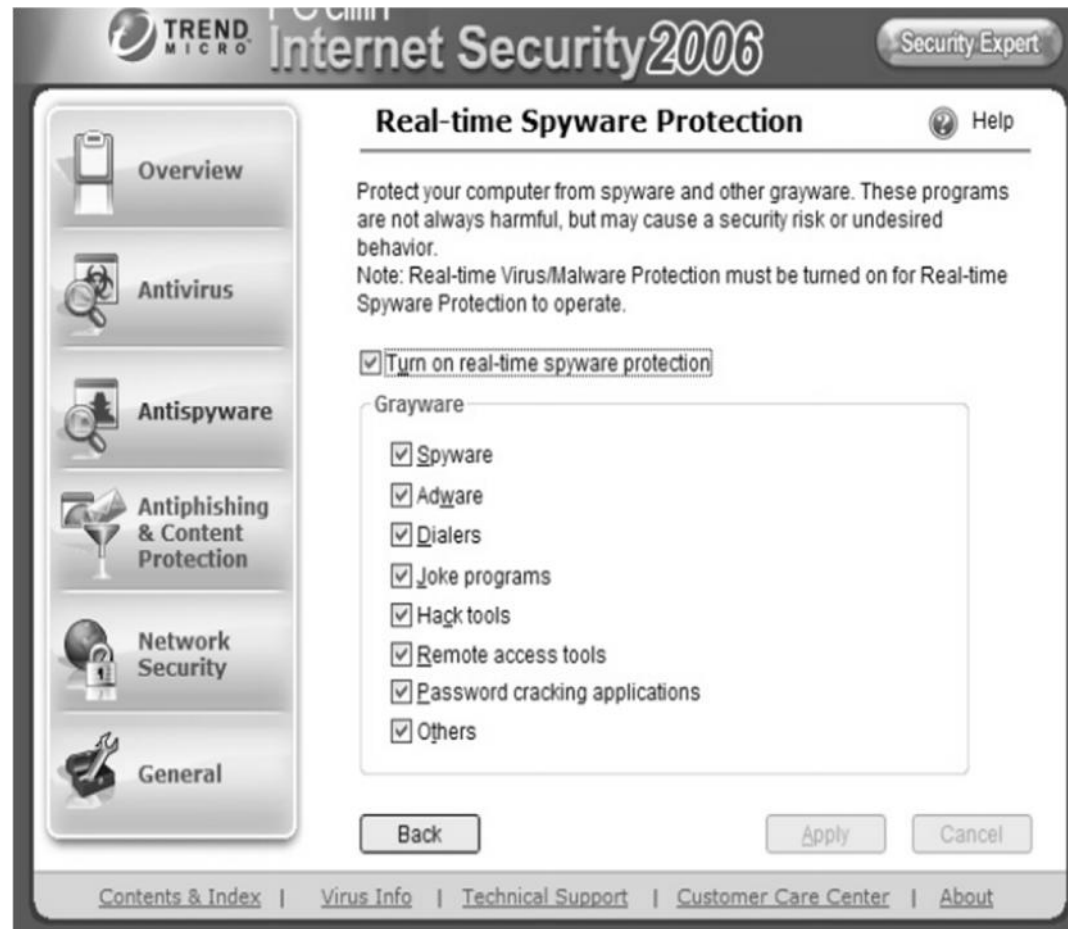 TREND
MICRO
Internet Security 2006
Security Expert
Overview
Antivirus
Antispyware
Antiphishing
& Content
Protection
Network
Security
General
Real-time Spyware Protection
Help
Protect your computer from spyware and other grayware. These programs
are not always harmful, but may cause a security risk or undesired
behavior.
Note: Real-time Virus/Malware Protection must be turned on for Real-time
Spyware Protection to operate.
Turn on real-time spyware protection
Grayware
Spyware
Adware
Dialers
Joke programs
Hack tools
Remote access tools
Password cracking applications
Others
Back
Apply
Cancel
Contents & Index | Virus Info | Technical Support | Customer Care Center | About